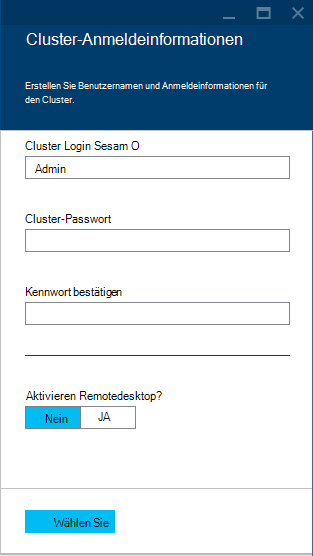 Cluster-Anmeldeinformationen
Erstellen Sie Benutzernamen und Anmeldeinformationen für
den Cluster.
Cluster Login Sesam O
Admin
Cluster-Passwort
Kennwort bestätigen
Aktivieren Remotedesktop?
Nein JA
Wählen Sie